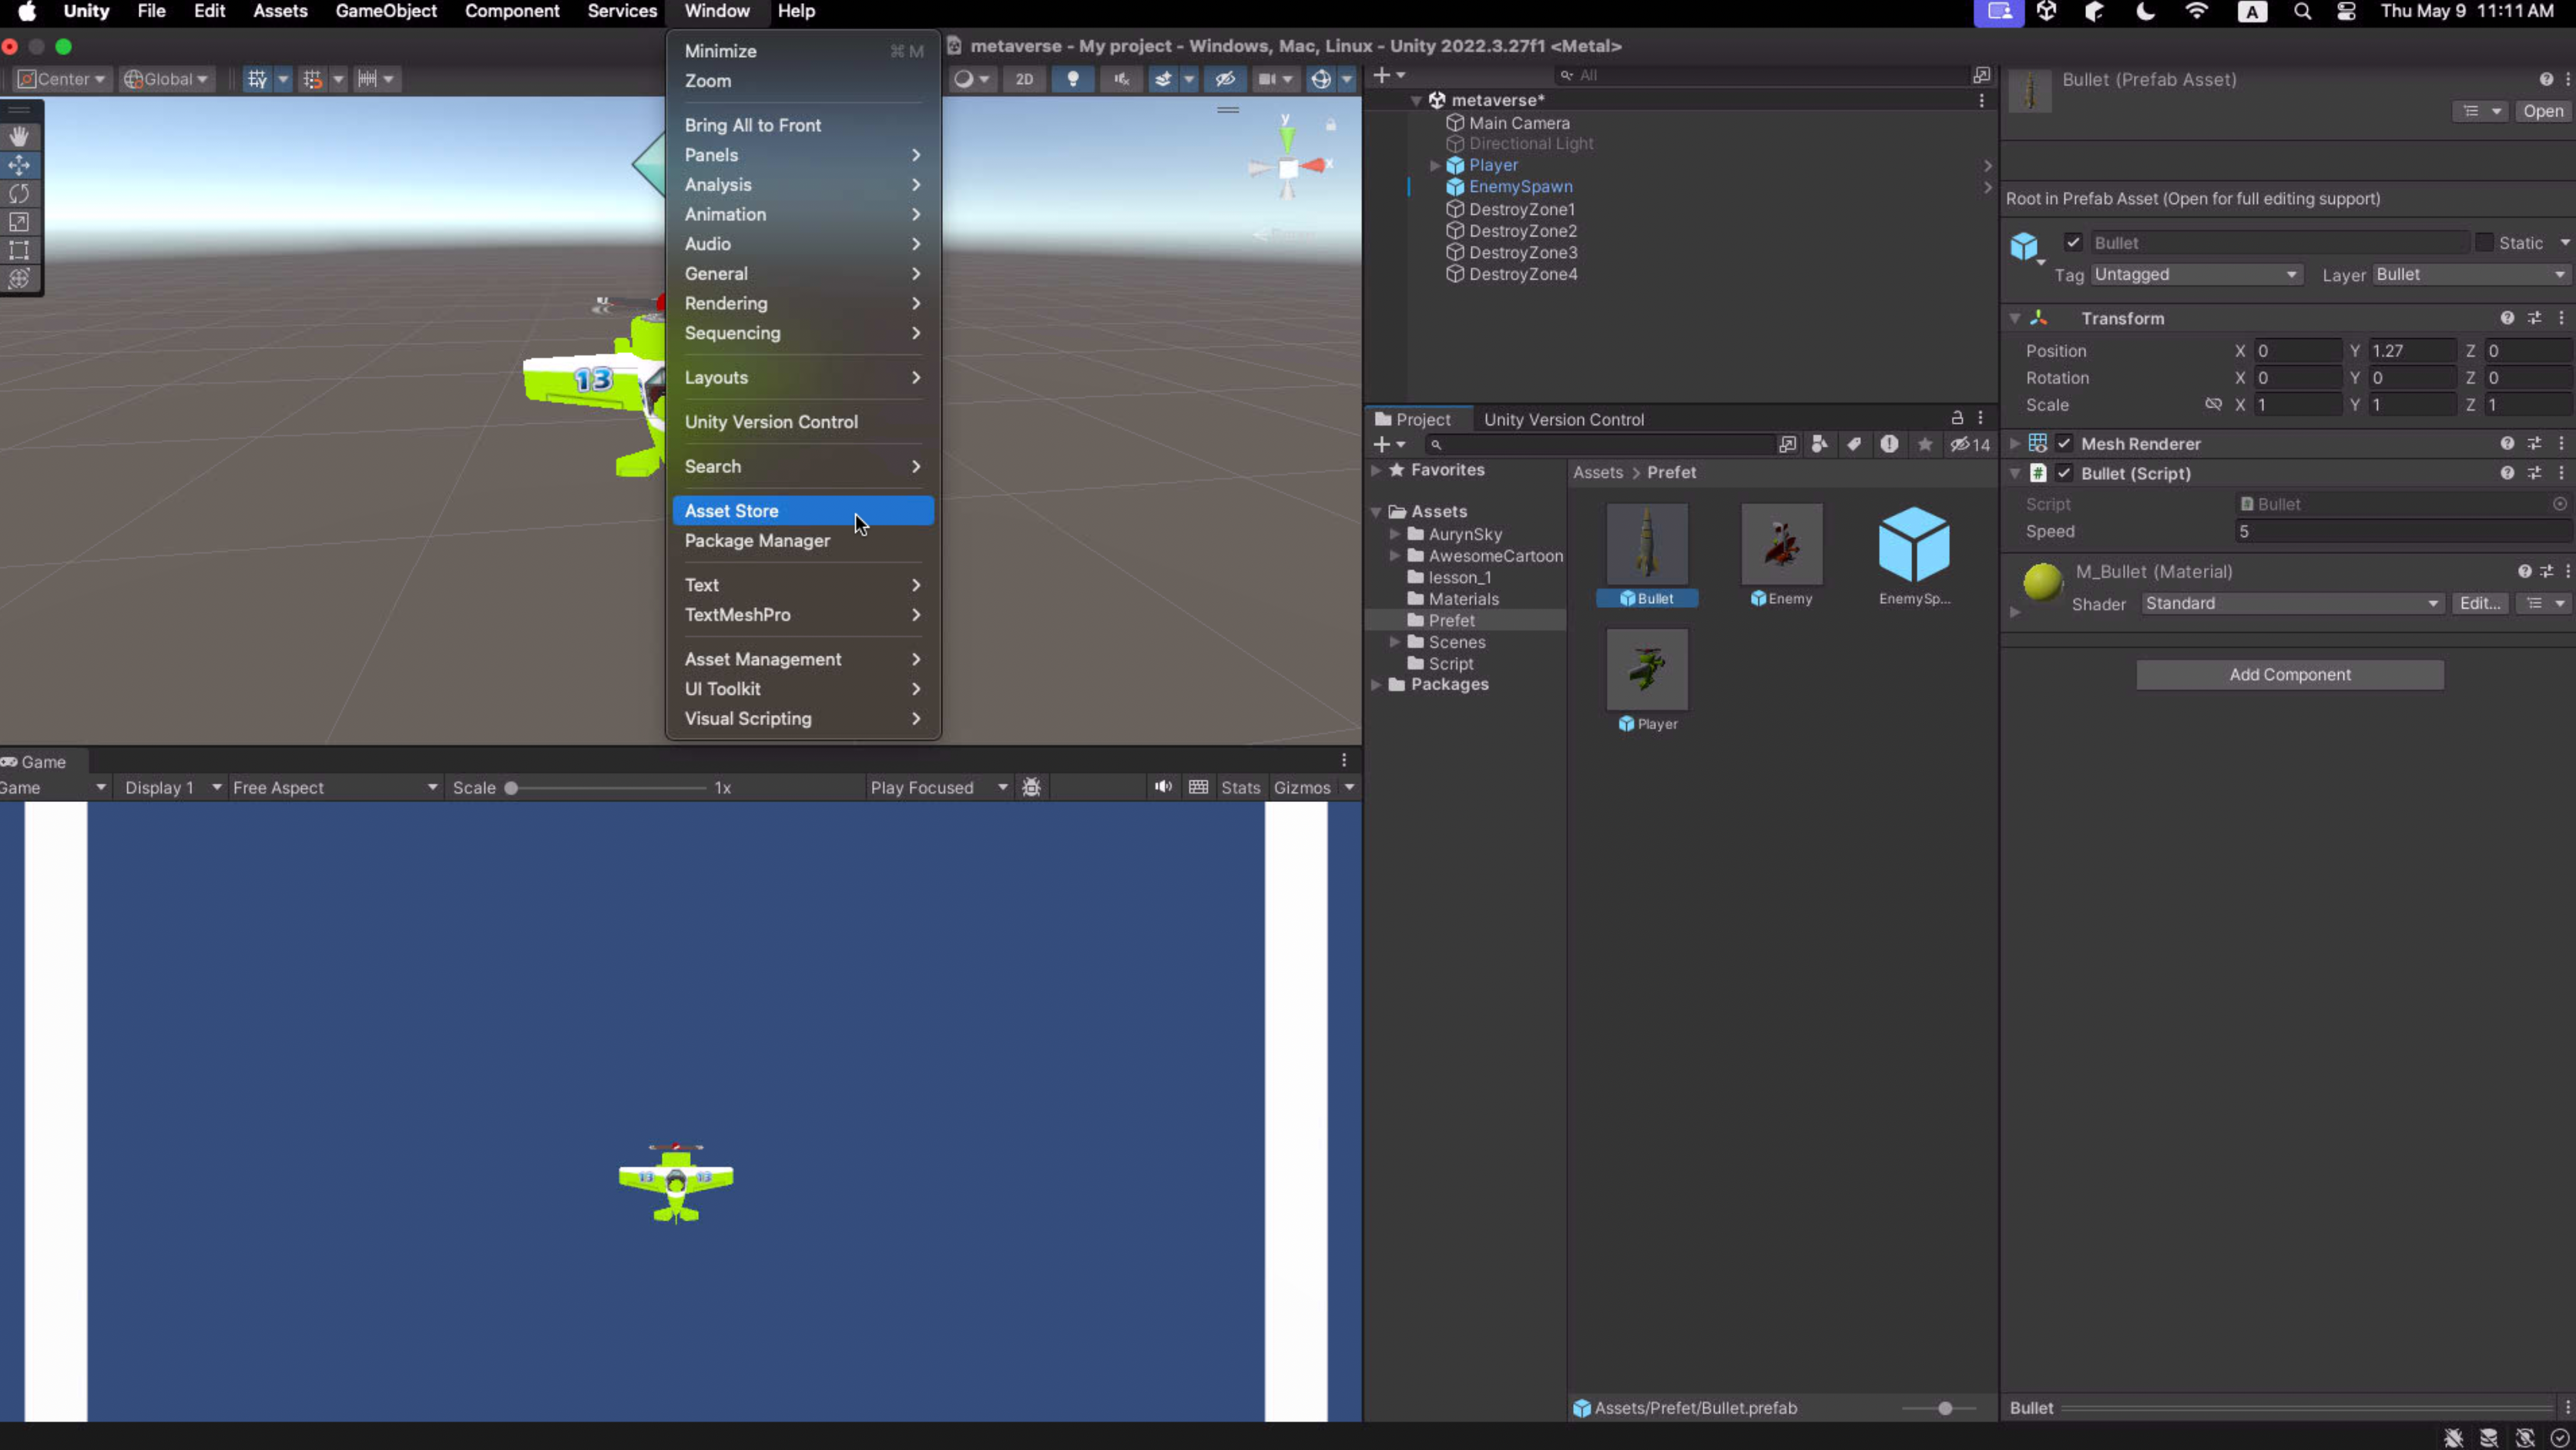 Unity File Edit Assets GameObject Component Services Window Help
A Thu May 9 11:11 AM
metaverse - My project - Windows, Mac, Linux - Unity 2022.3.27f1 <Metal>
Center Global
2D
Minimize ⌘ M
Zoom
Bring All to Front
Panels
Analysis
Animation
Audio
General
Rendering
Sequencing
Layouts
Unity Version Control
Search
Asset Store
Package Manager
Text
TextMeshPro
Asset Management
UI Toolkit
Visual Scripting
y
x
13
All
metaverse*
Main Camera
Directional Light
Player
EnemySpawn
DestroyZone1
DestroyZone2
DestroyZone3
DestroyZone4
Project Unity Version Control
14
Favorites
Assets
AurynSky
AwesomeCartoon
lesson_1
Materials
Prefet
Scenes
Script
Packages
Assets > Prefet
Bullet
Enemy
EnemySp...
Player
Assets/Prefet/Bullet.prefab
Bullet (Prefab Asset)
Open
Root in Prefab Asset (Open for full editing support)
Bullet Static
Tag Untagged Layer Bullet
Transform
Position X 0 Y 1.27 Z 0
Rotation X 0 Y 0 Z 0
Scale X 1 Y 1 Z 1
Mesh Renderer
# Bullet (Script)
Script Bullet
Speed 5
M_Bullet (Material)
Shader Standard Edit...
Add Component
Bullet
Game
Game Display 1 Free Aspect Scale 1x Play Focused Stats Gizmos
13 13